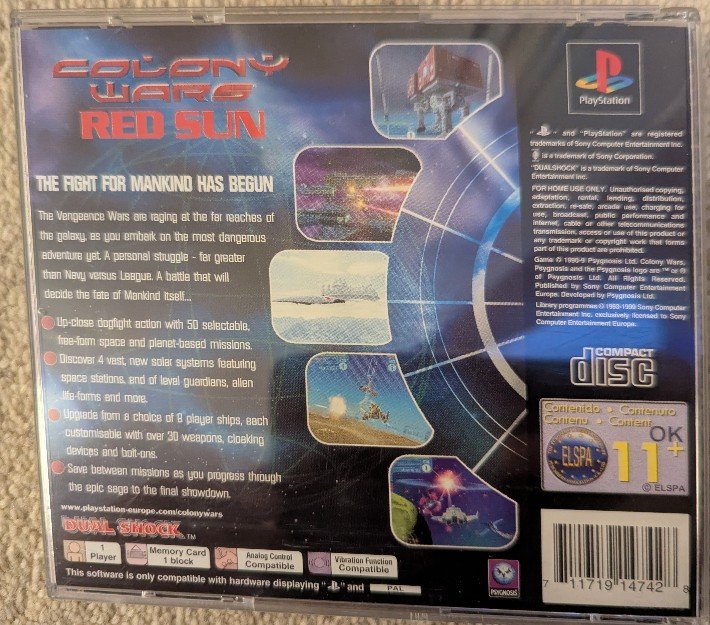 COLONY
WARS
RED SUN
THE FIGHT FOR MANKIND HAS BEGUN
The Vengeance Wars are raging at the far reaches of
the galaxy, as you embark on the most dangerous
adventure yet. A personal struggle - far greater
than Navy versus League. A battle that will
decide the fate of Mankind itself...
Up-close dogfight action with 50 selectable,
free-form space and planet-based missions.
Discover 4 vast, new solar systems featuring
space stations, end of level guardians, alien
life-forms and more.
Upgrade from a choice of 8 player ships, each
customisable with over 30 weapons, cloaking
devices and bolt-ons.
Save between missions as you progress through
the epic saga to the final showdown.
www.playstation-europe.com/colonywars
DUAL SHOCK™
1
Player
Memory Card
1 block
Analog Control
Compatible
Vibration Function
Compatible
This software is only compatible with hardware displaying " " and PAL
PSYGNOSIS
PlayStation
" " and "PlayStation" are registered
trademarks of Sony Computer Entertainment Inc.
is a trademark of Sony Corporation.
"DUALSHOCK" is a trademark of Sony Computer
Entertainment Inc.
FOR HOME USE ONLY. Unauthorised copying,
adaptation, rental, lending, distribution,
extraction, re-sale, arcade use, charging for
use, broadcast, public performance and
internet, cable or other telecommunications
transmission, access or use of this product or
any trademark or copyright work that forms
part of this product are prohibited.
Game © 1996-9 Psygnosis Ltd. Colony Wars,
Psygnosis and the Psygnosis logo are ™ or ®
of Psygnosis Ltd. All Rights Reserved.
Published by Sony Computer Entertainment
Europe. Developed by Psygnosis Ltd.
Library programmes © 1993-1999 Sony Computer
Entertainment Inc. exclusively licensed to Sony
Computer Entertainment Europe.
COMPACT
disc
Contenido • Contenuto
Contenu • Content
OK
ELSPA
11+
© ELSPA
7 11719 14742 8